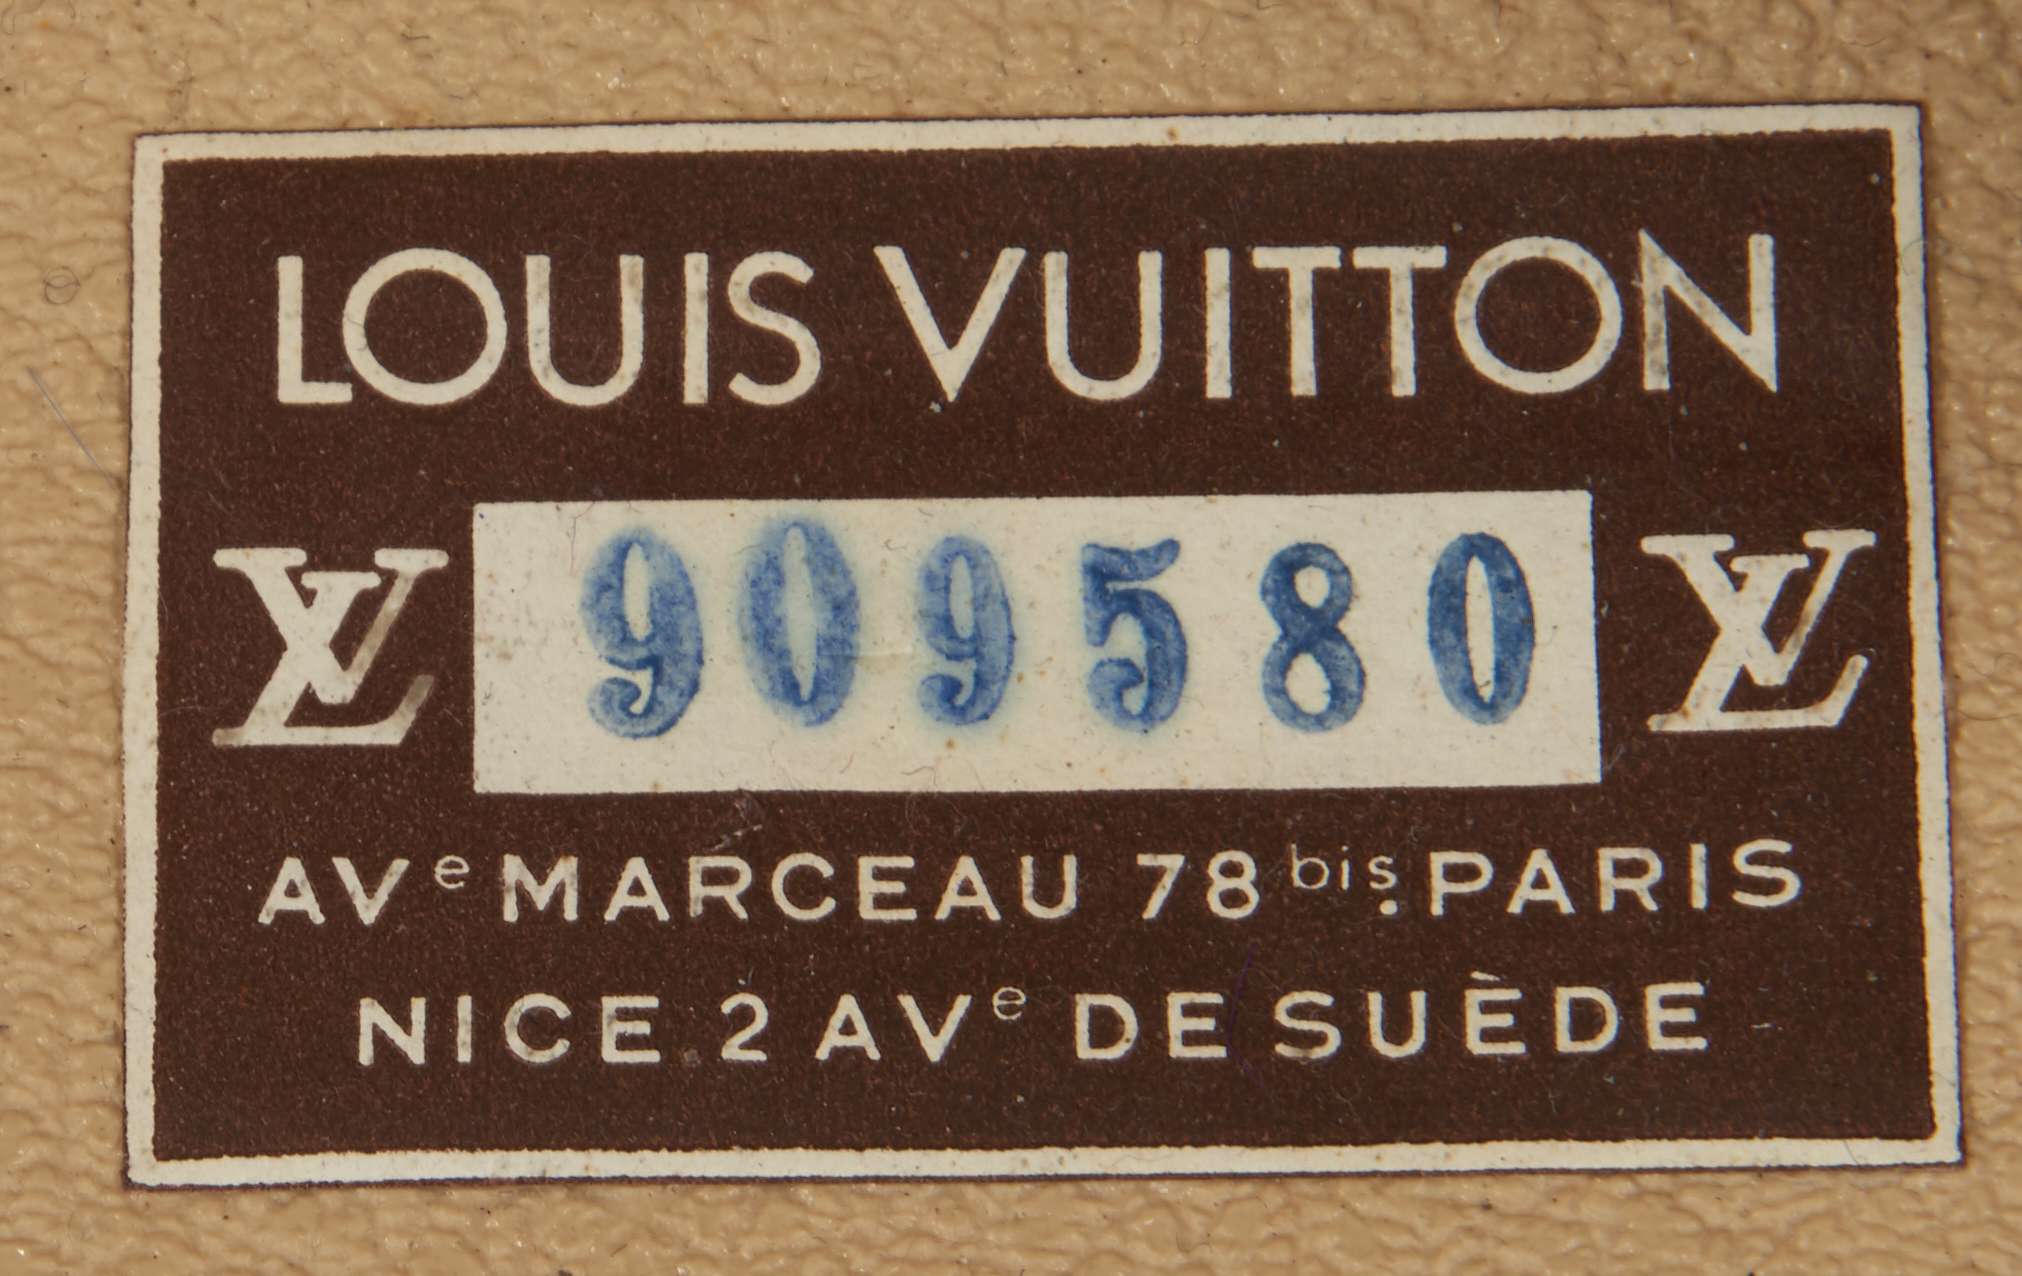 LOUIS VUITTON
LV 909580 LV
AVe MARCEAU 78 bis. PARIS
NICE. 2 AVe DE SUÈDE